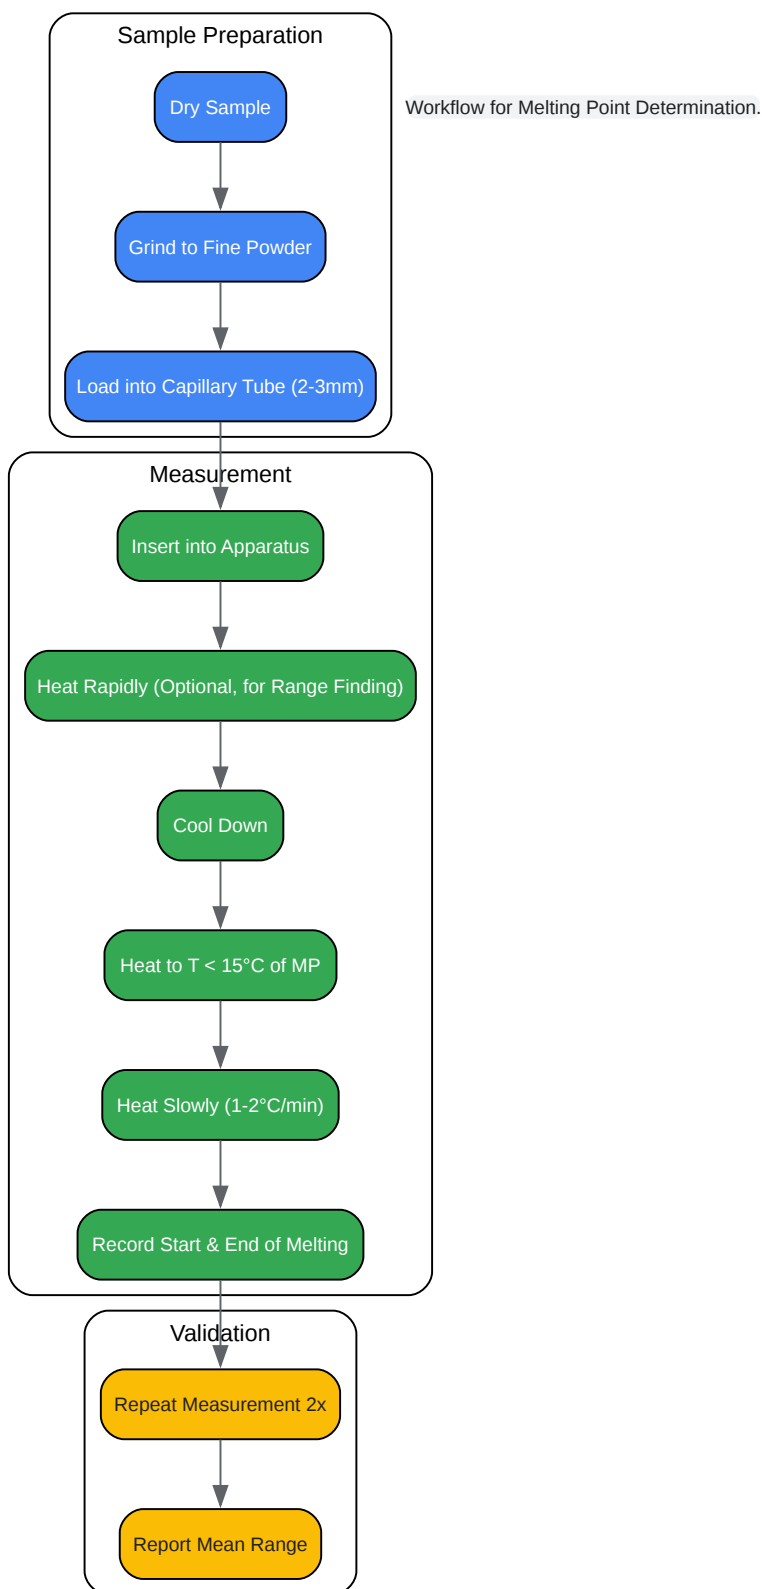 Sample Preparation
Dry Sample
Workflow for Melting Point Determination.
Grind to Fine Powder
Load into Capillary Tube (2-3mm)
Measurement
Insert into Apparatus
Heat Rapidly (Optional, for Range Finding)
Cool Down
Heat to T < 15°C of MP
Heat Slowly (1-2°C/min)
Record Start & End of Melting
Validation
Repeat Measurement 2x
Report Mean Range